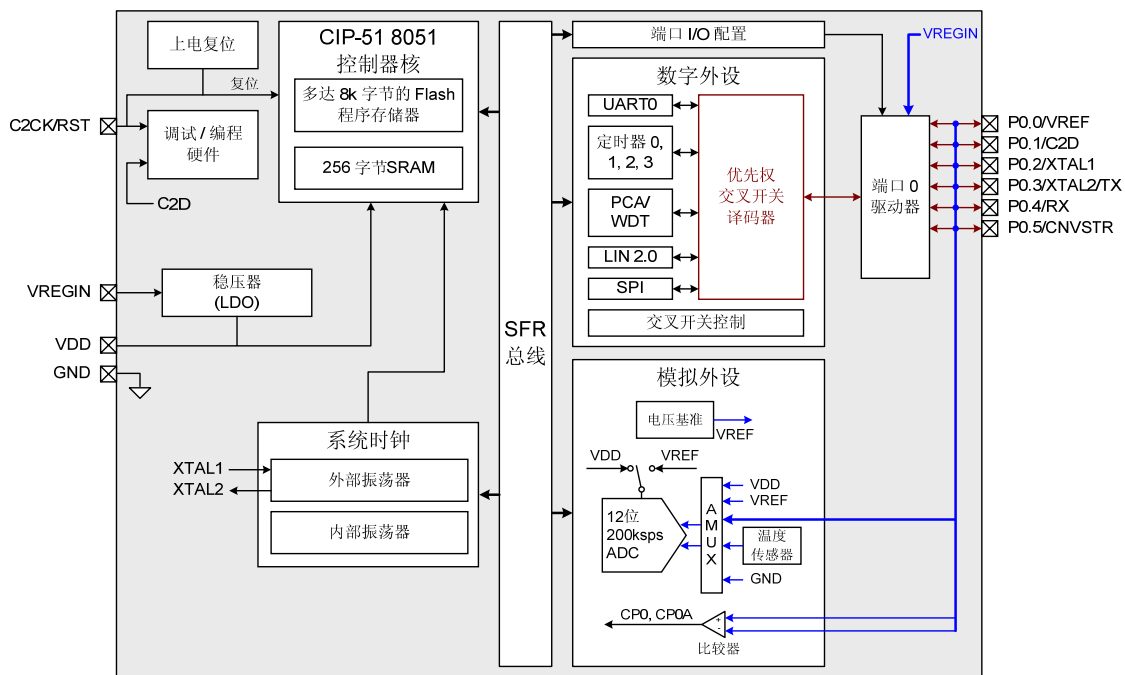 上电复位
复位
C2CK/RST
调试 / 编程
硬件
C2D
CIP-51 8051
控制器核
多达 8k 字节的 Flash
程序存储器
256 字节SRAM
VREGIN
稳压器
(LDO)
VDD
GND
系统时钟
XTAL1
XTAL2
外部振荡器
内部振荡器
SFR
总线
端口 I/O 配置
数字外设
UART0
定时器 0,
1, 2, 3
PCA/
WDT
LIN 2.0
SPI
优先权
交叉开关
译码器
交叉开关控制
VREGIN
端口 0
驱动器
P0.0/VREF
P0.1/C2D
P0.2/XTAL1
P0.3/XTAL2/TX
P0.4/RX
P0.5/CNVSTR
模拟外设
电压基准
VREF
VDD
VREF
12位
200ksps
ADC
A
M
U
X
VDD
VREF
温度
传感器
GND
CP0, CP0A
+
-
比较器